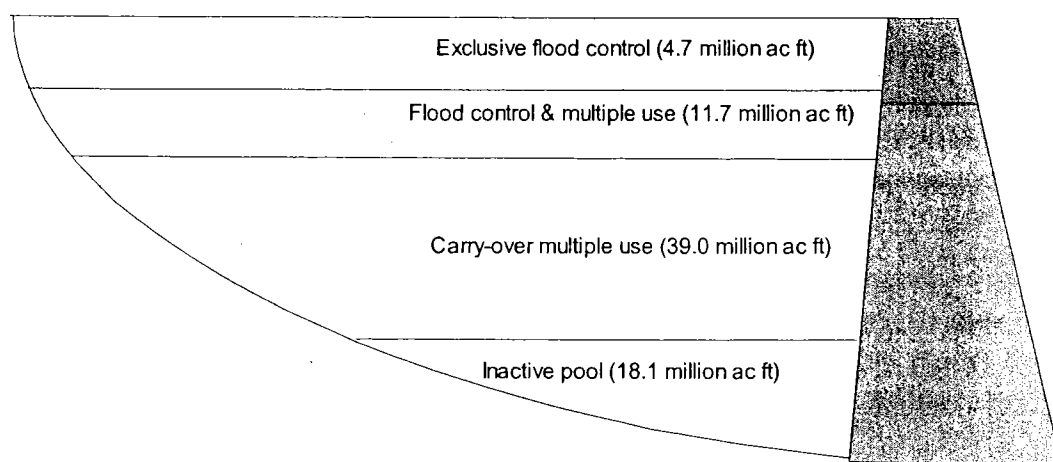 Exclusive flood control (4.7 million ac ft)
Flood control & multiple use (11.7 million ac ft)
Carry-over multiple use (39.0 million ac ft)
Inactive pool (18.1 million ac ft)